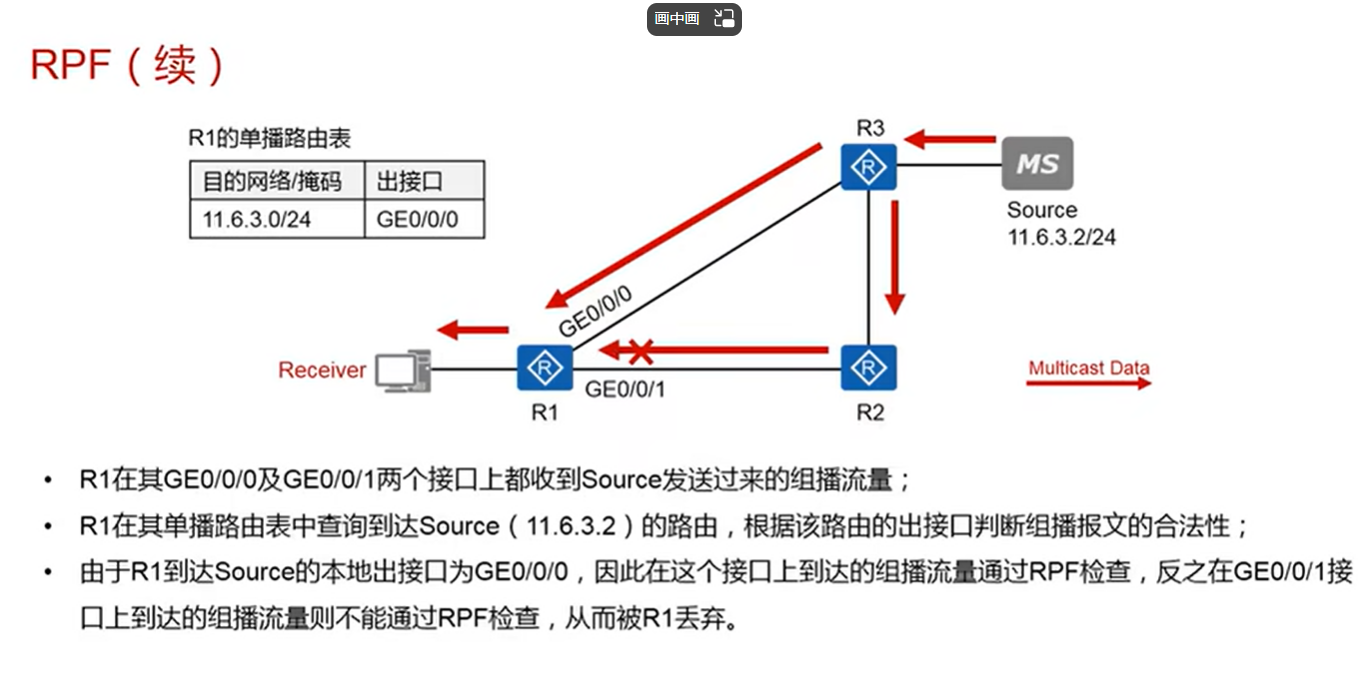 画中画
RPF（续）
R1的单播路由表
目的网络/掩码 出接口
11.6.3.0/24 GE0/0/0
R3
MS
Source
11.6.3.2/24
GE0/0/0
R
R
R
Receiver
GE0/0/1
R1
R2
Multicast Data
• R1在其GE0/0/0及GE0/0/1两个接口上都收到Source发送过来的组播流量；
• R1在其单播路由表中查询到达Source（11.6.3.2）的路由，根据该路由的出接口判断组播报文的合法性；
• 由于R1到达Source的本地出接口为GE0/0/0，因此在这个接口上到达的组播流量通过RPF检查，反之在GE0/0/1接
口上到达的组播流量则不能通过RPF检查，从而被R1丢弃。